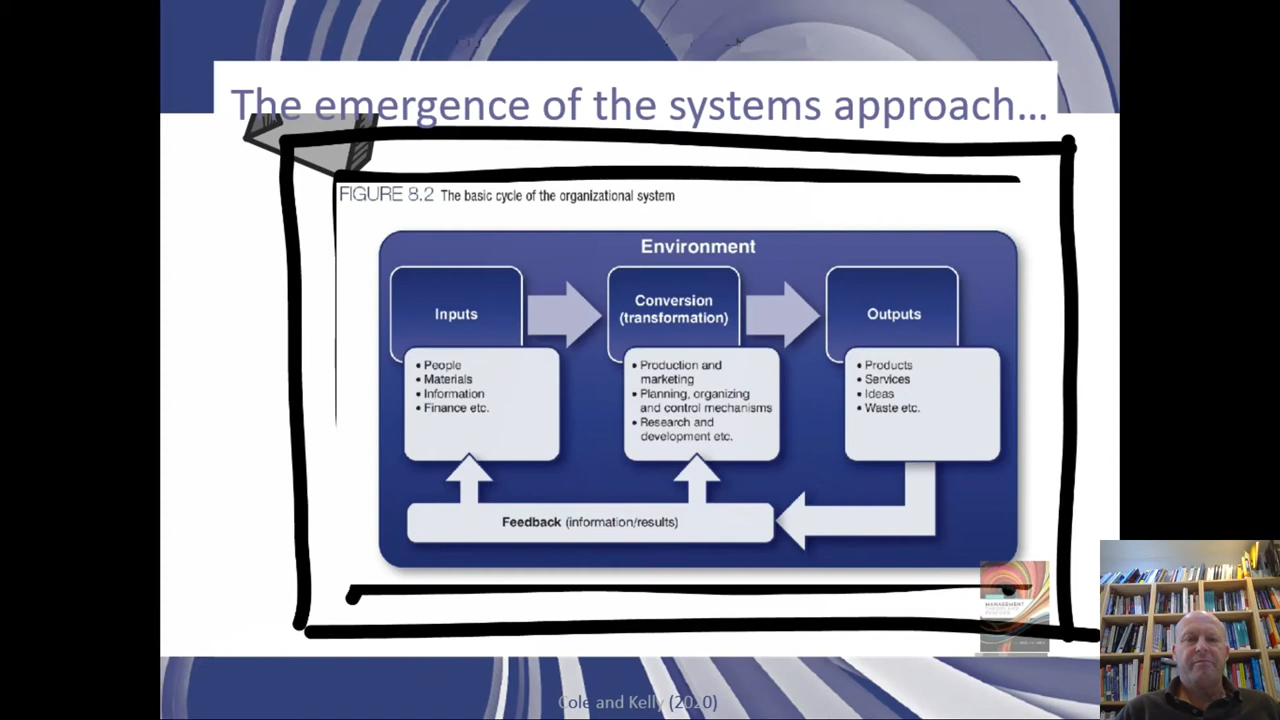 The emergence of the systems approach...
FIGURE 8.2 The basic cycle of the organizational system
Environment
Inputs
• People
• Materials
• Information
• Finance etc.
Conversion
(transformation)
• Production and
marketing
• Planning, organizing
and control mechanisms
• Research and
development etc.
Outputs
• Products
• Services
• Ideas
• Waste etc.
Feedback (information/results)
MANAGEMENT
Cole and Kelly (2020)